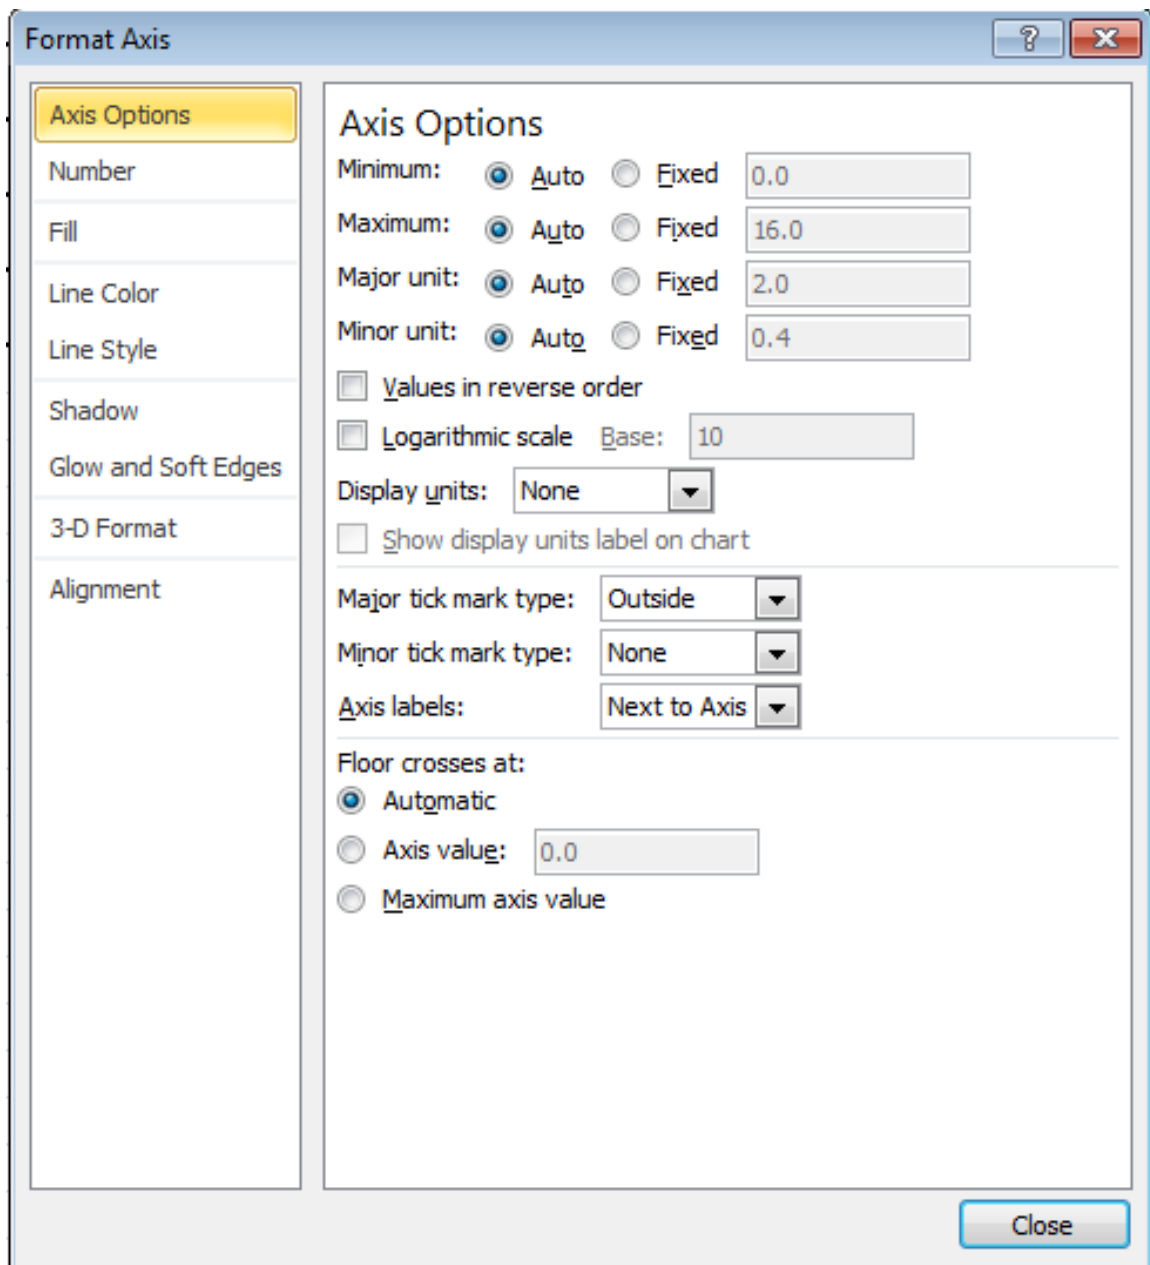 Format Axis
Axis Options
Number
Fill
Line Color
Line Style
Shadow
Glow and Soft Edges
3-D Format
Alignment
Axis Options
Minimum: Auto Fixed 0.0
Maximum: Auto Fixed 16.0
Major unit: Auto Fixed 2.0
Minor unit: Auto Fixed 0.4
Values in reverse order
Logarithmic scale Base: 10
Display units: None
Show display units label on chart
Major tick mark type: Outside
Minor tick mark type: None
Axis labels: Next to Axis
Floor crosses at:
Automatic
Axis value: 0.0
Maximum axis value
Close